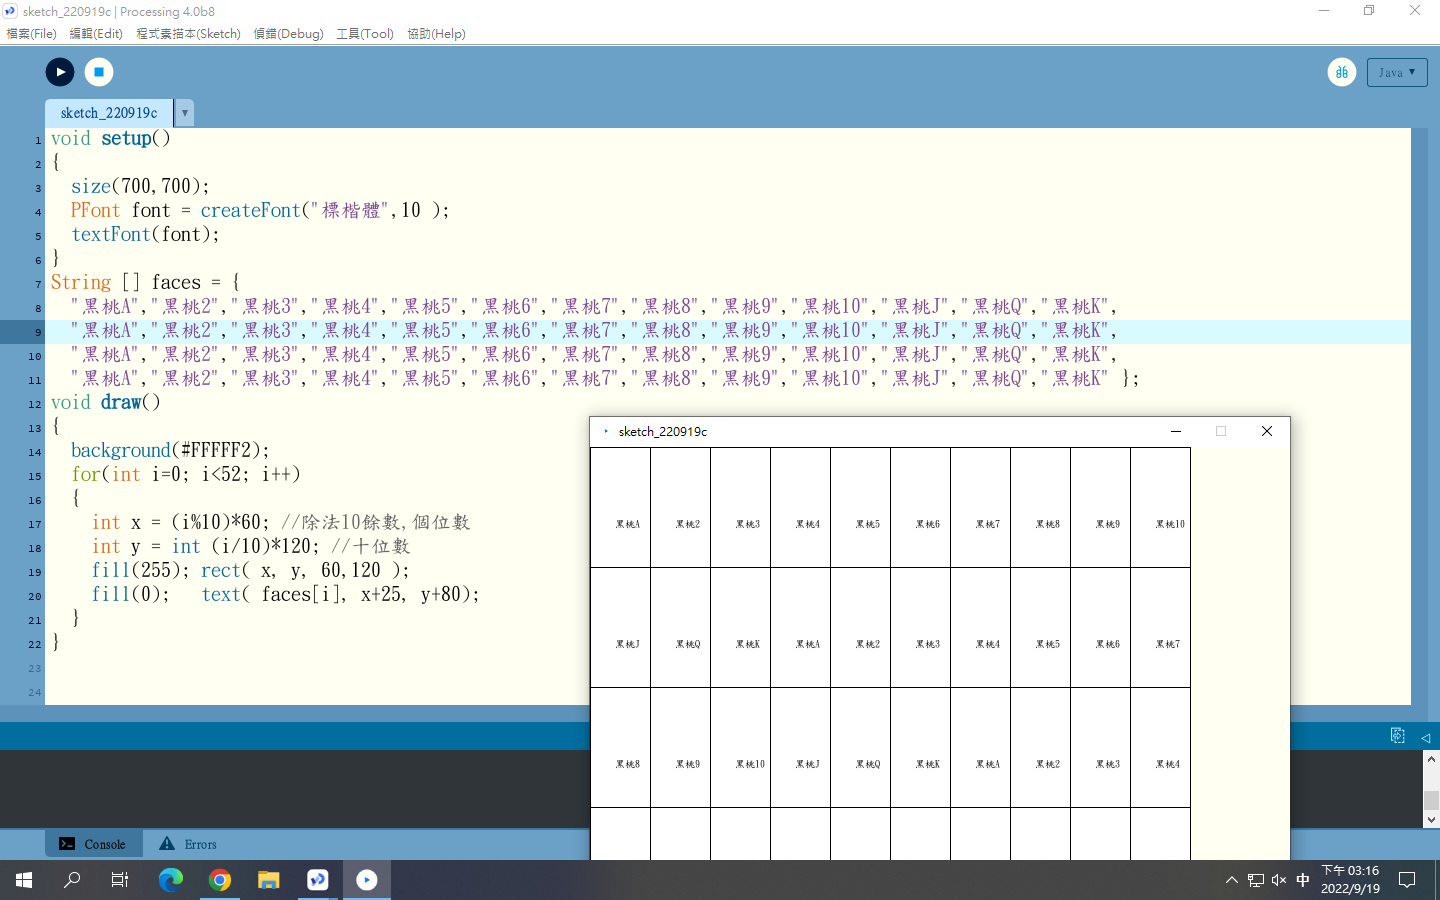 sketch_220919c | Processing 4.0b8
檔案(File) 編輯(Edit) 程式素描本(Sketch) 偵錯(Debug) 工具(Tool) 協助(Help)
Java ▼
sketch_220919c ▼
1 void setup()
2 {
3 size(700,700);
4 PFont font = createFont("標楷體",10 );
5 textFont(font);
6 }
7 String [] faces = {
8 "黑桃A","黑桃2","黑桃3","黑桃4","黑桃5","黑桃6","黑桃7","黑桃8","黑桃9","黑桃10","黑桃J","黑桃Q","黑桃K",
9 "黑桃A","黑桃2","黑桃3","黑桃4","黑桃5","黑桃6","黑桃7","黑桃8","黑桃9","黑桃10","黑桃J","黑桃Q","黑桃K",
10 "黑桃A","黑桃2","黑桃3","黑桃4","黑桃5","黑桃6","黑桃7","黑桃8","黑桃9","黑桃10","黑桃J","黑桃Q","黑桃K",
11 "黑桃A","黑桃2","黑桃3","黑桃4","黑桃5","黑桃6","黑桃7","黑桃8","黑桃9","黑桃10","黑桃J","黑桃Q","黑桃K" };
12 void draw()
13 {
14 background(#FFFFF2);
15 for(int i=0; i<52; i++)
16 {
17 int x = (i%10)*60; //除法10餘數,個位數
18 int y = int (i/10)*120; //十位數
19 fill(255); rect( x, y, 60,120 );
20 fill(0); text( faces[i], x+25, y+80);
21 }
22 }
23
24
sketch_220919c
黑桃A 黑桃2 黑桃3 黑桃4 黑桃5 黑桃6 黑桃7 黑桃8 黑桃9 黑桃10
黑桃J 黑桃Q 黑桃K 黑桃A 黑桃2 黑桃3 黑桃4 黑桃5 黑桃6 黑桃7
黑桃8 黑桃9 黑桃10 黑桃J 黑桃Q 黑桃K 黑桃A 黑桃2 黑桃3 黑桃4
Console Errors
中
下午 03:16
2022/9/19